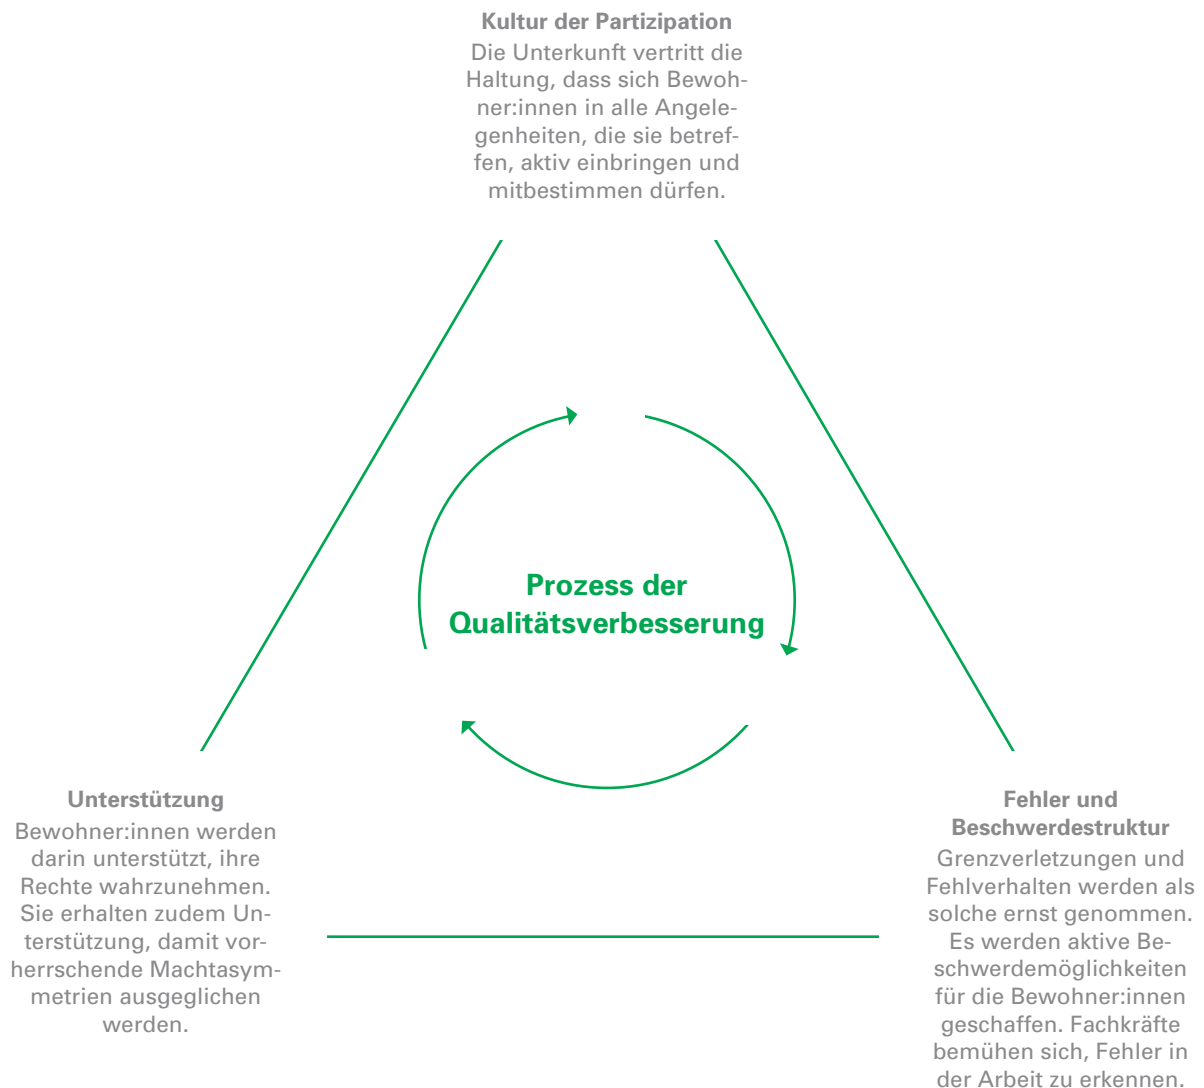 Kultur der Partizipation
Die Unterkunft vertritt die
Haltung, dass sich Bewoh-
ner:innen in alle Angele-
genheiten, die sie betref-
fen, aktiv einbringen und
mitbestimmen dürfen.
Prozess der
Qualitätsverbesserung
Unterstützung
Bewohner:innen werden
darin unterstützt, ihre
Rechte wahrzunehmen.
Sie erhalten zudem Un-
terstützung, damit vor-
herrschende Machtasym-
metrien ausgeglichen
werden.
Fehler und
Beschwerdestruktur
Grenzverletzungen und
Fehlverhalten werden als
solche ernst genommen.
Es werden aktive Be-
schwerdemöglichkeiten
für die Bewohner:innen
geschaffen. Fachkräfte
bemühen sich, Fehler in
der Arbeit zu erkennen.